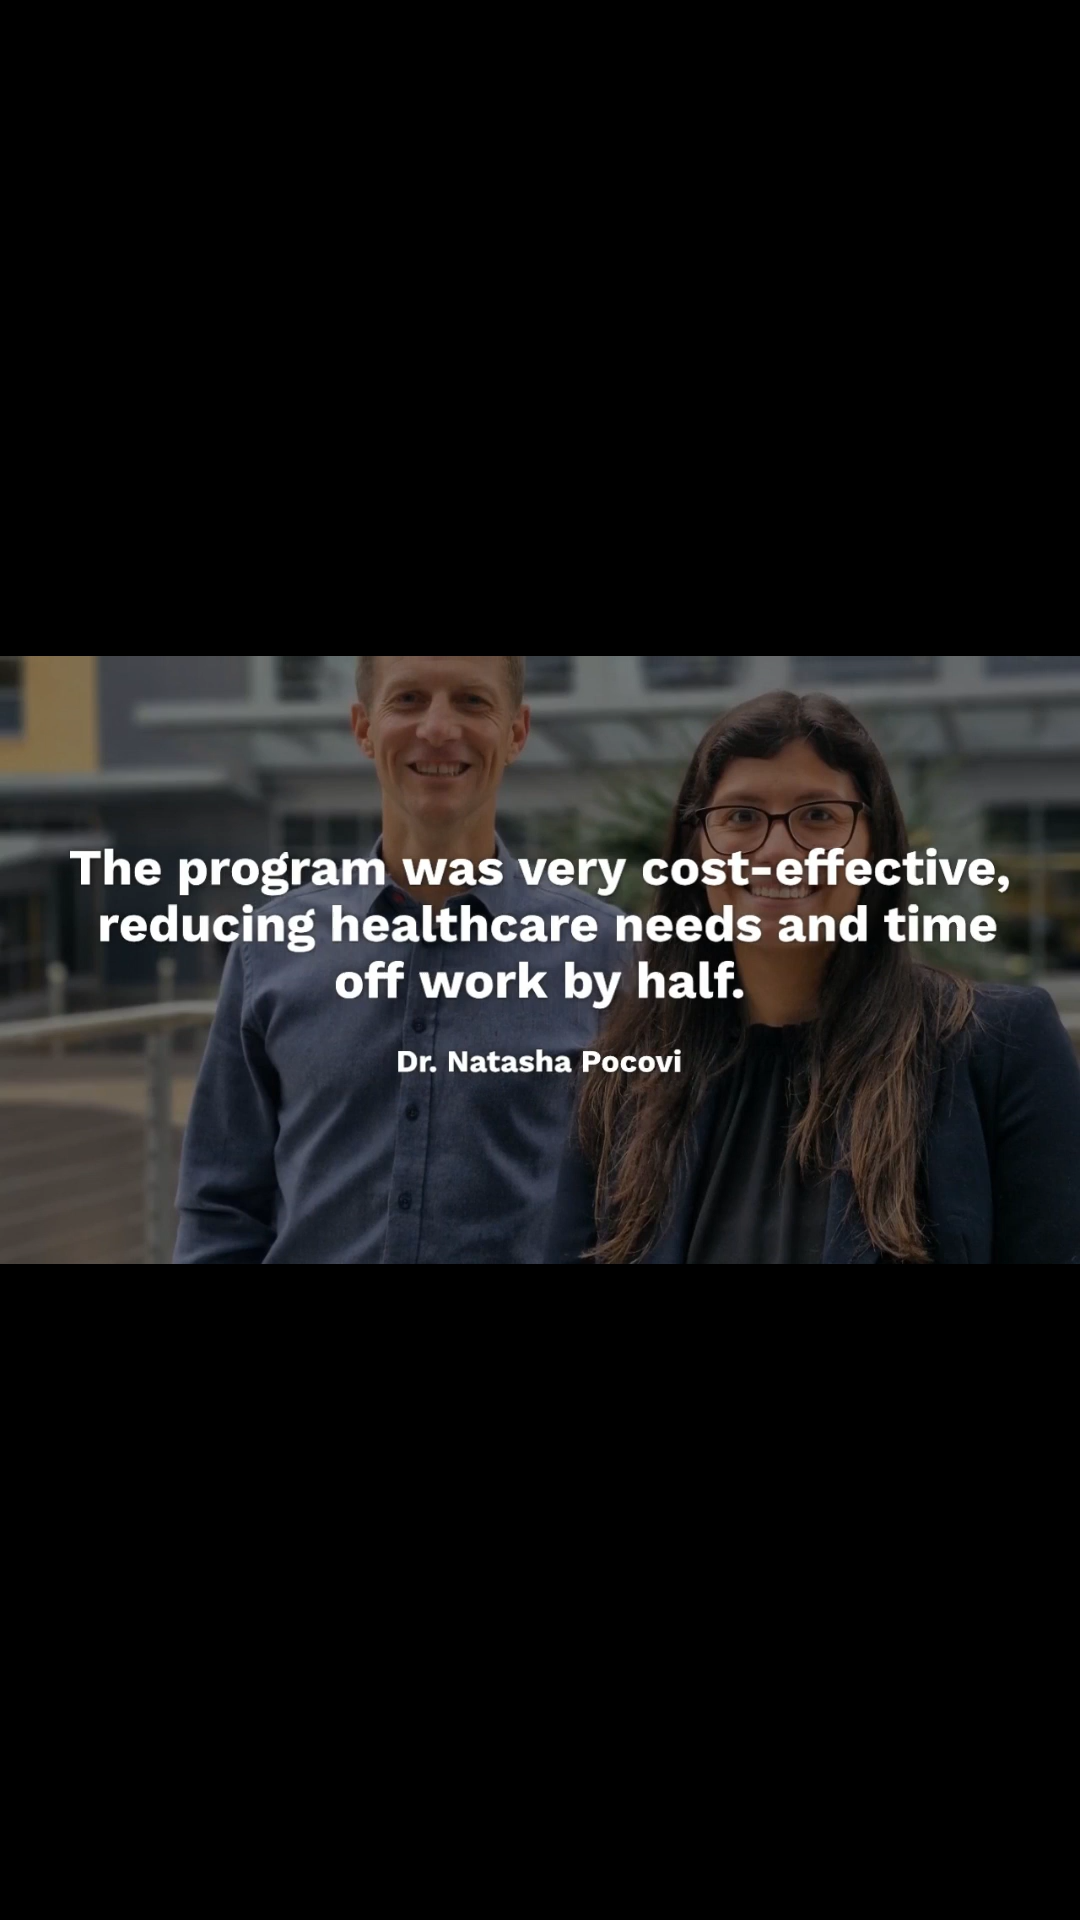 The program was very cost-effective,
reducing healthcare needs and time
off work by half.
Dr. Natasha Pocovi